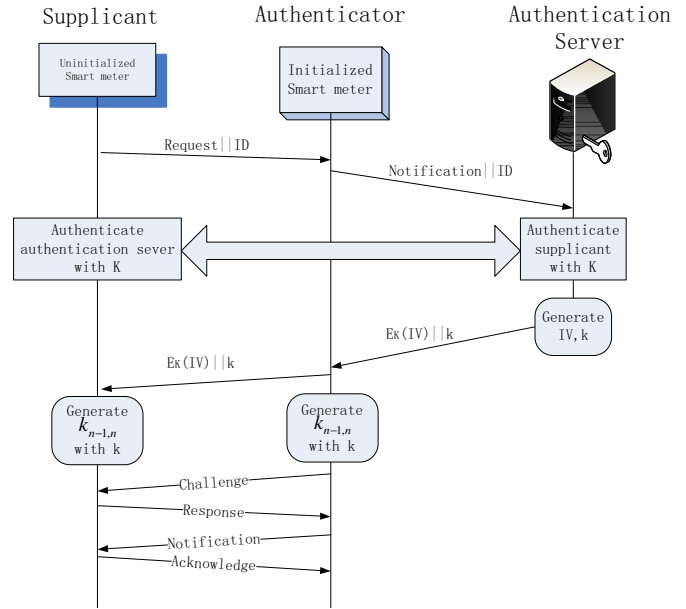 Supplicant
Authenticator
Authentication
Server
Uninitialized
Smart meter
Initialized
Smart meter
Request||ID
Notification||ID
Authenticate
authentication sever
with K
Authenticate
supplicant
with K
Generate
IV,k
EK(IV)||k
EK(IV)||k
Generate
kn−1,n
with k
Generate
kn−1,n
with k
Challenge
Response
Notification
Acknowledge